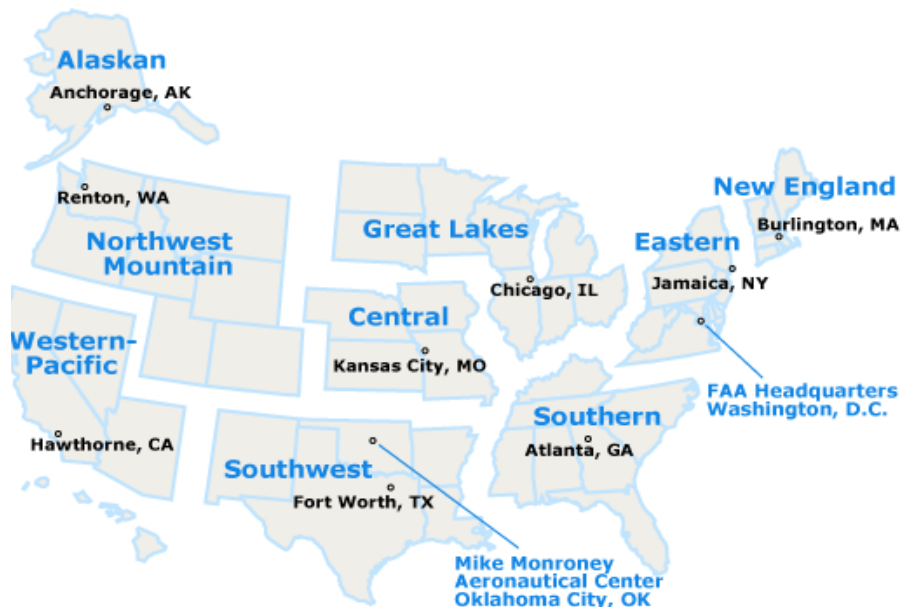 Alaskan
Anchorage, AK
Renton, WA
Northwest
Mountain
Great Lakes
New England
Burlington, MA
Eastern
Jamaica, NY
Chicago, IL
Central
Kansas City, MO
Western-
Pacific
Hawthorne, CA
FAA Headquarters
Washington, D.C.
Southern
Atlanta, GA
Southwest
Fort Worth, TX
Mike Monroney
Aeronautical Center
Oklahoma City, OK